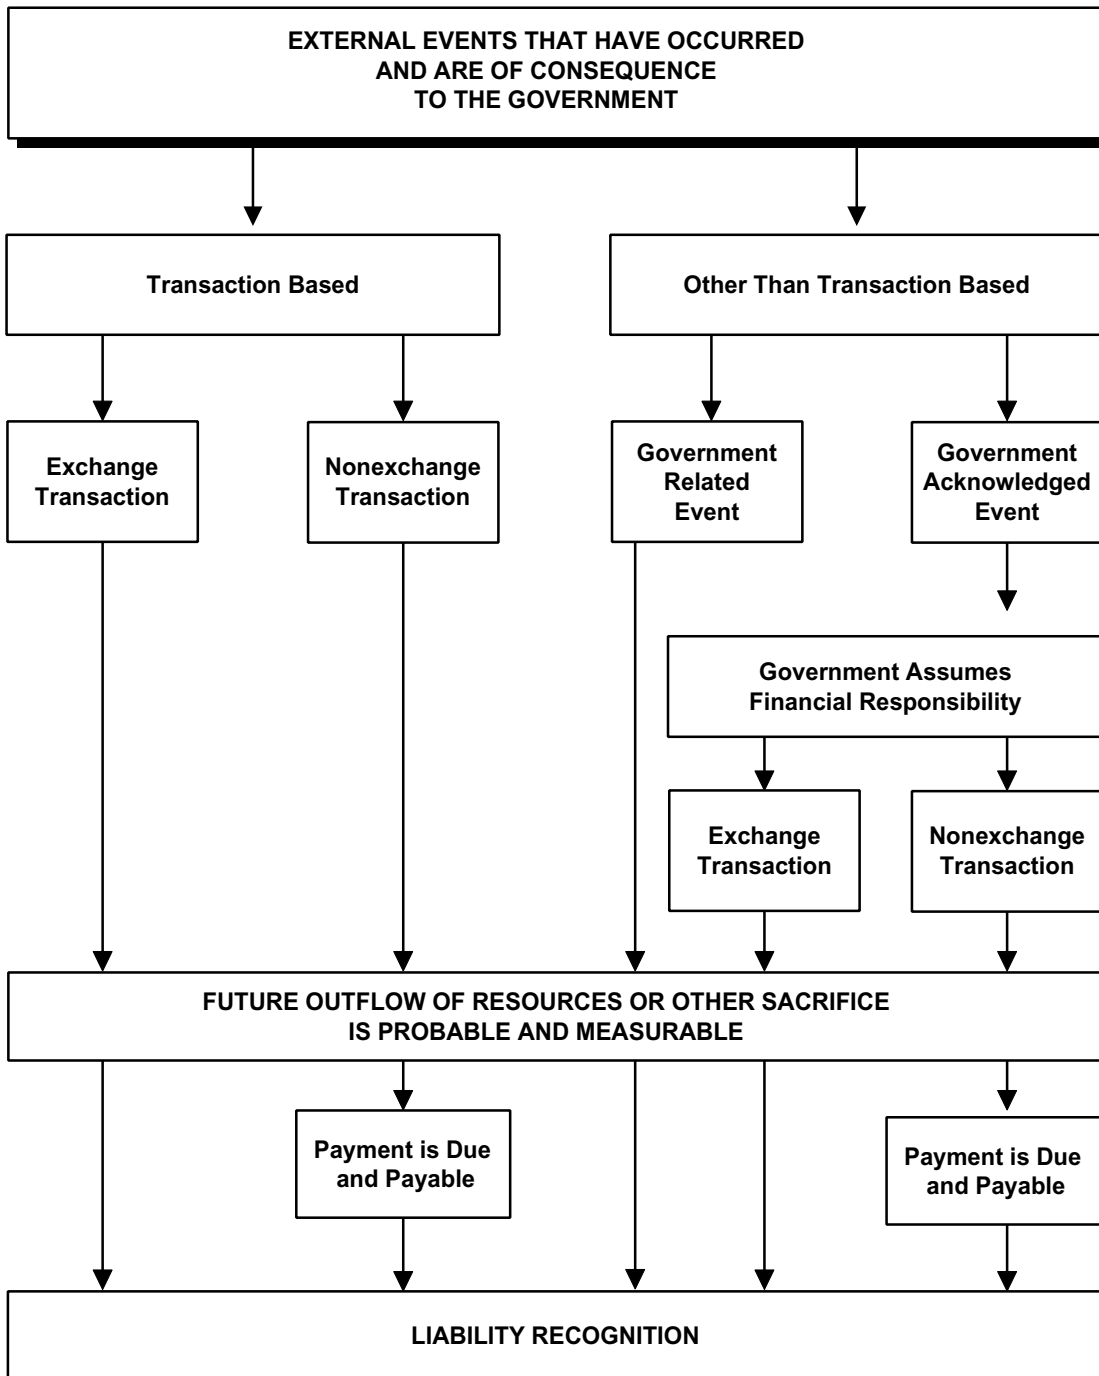 EXTERNAL EVENTS THAT HAVE OCCURRED
AND ARE OF CONSEQUENCE
TO THE GOVERNMENT
Transaction Based
Other Than Transaction Based
Exchange
Transaction
Nonexchange
Transaction
Government
Related
Event
Government
Acknowledged
Event
Government Assumes
Financial Responsibility
Exchange
Transaction
Nonexchange
Transaction
FUTURE OUTFLOW OF RESOURCES OR OTHER SACRIFICE
IS PROBABLE AND MEASURABLE
Payment is Due
and Payable
Payment is Due
and Payable
LIABILITY RECOGNITION